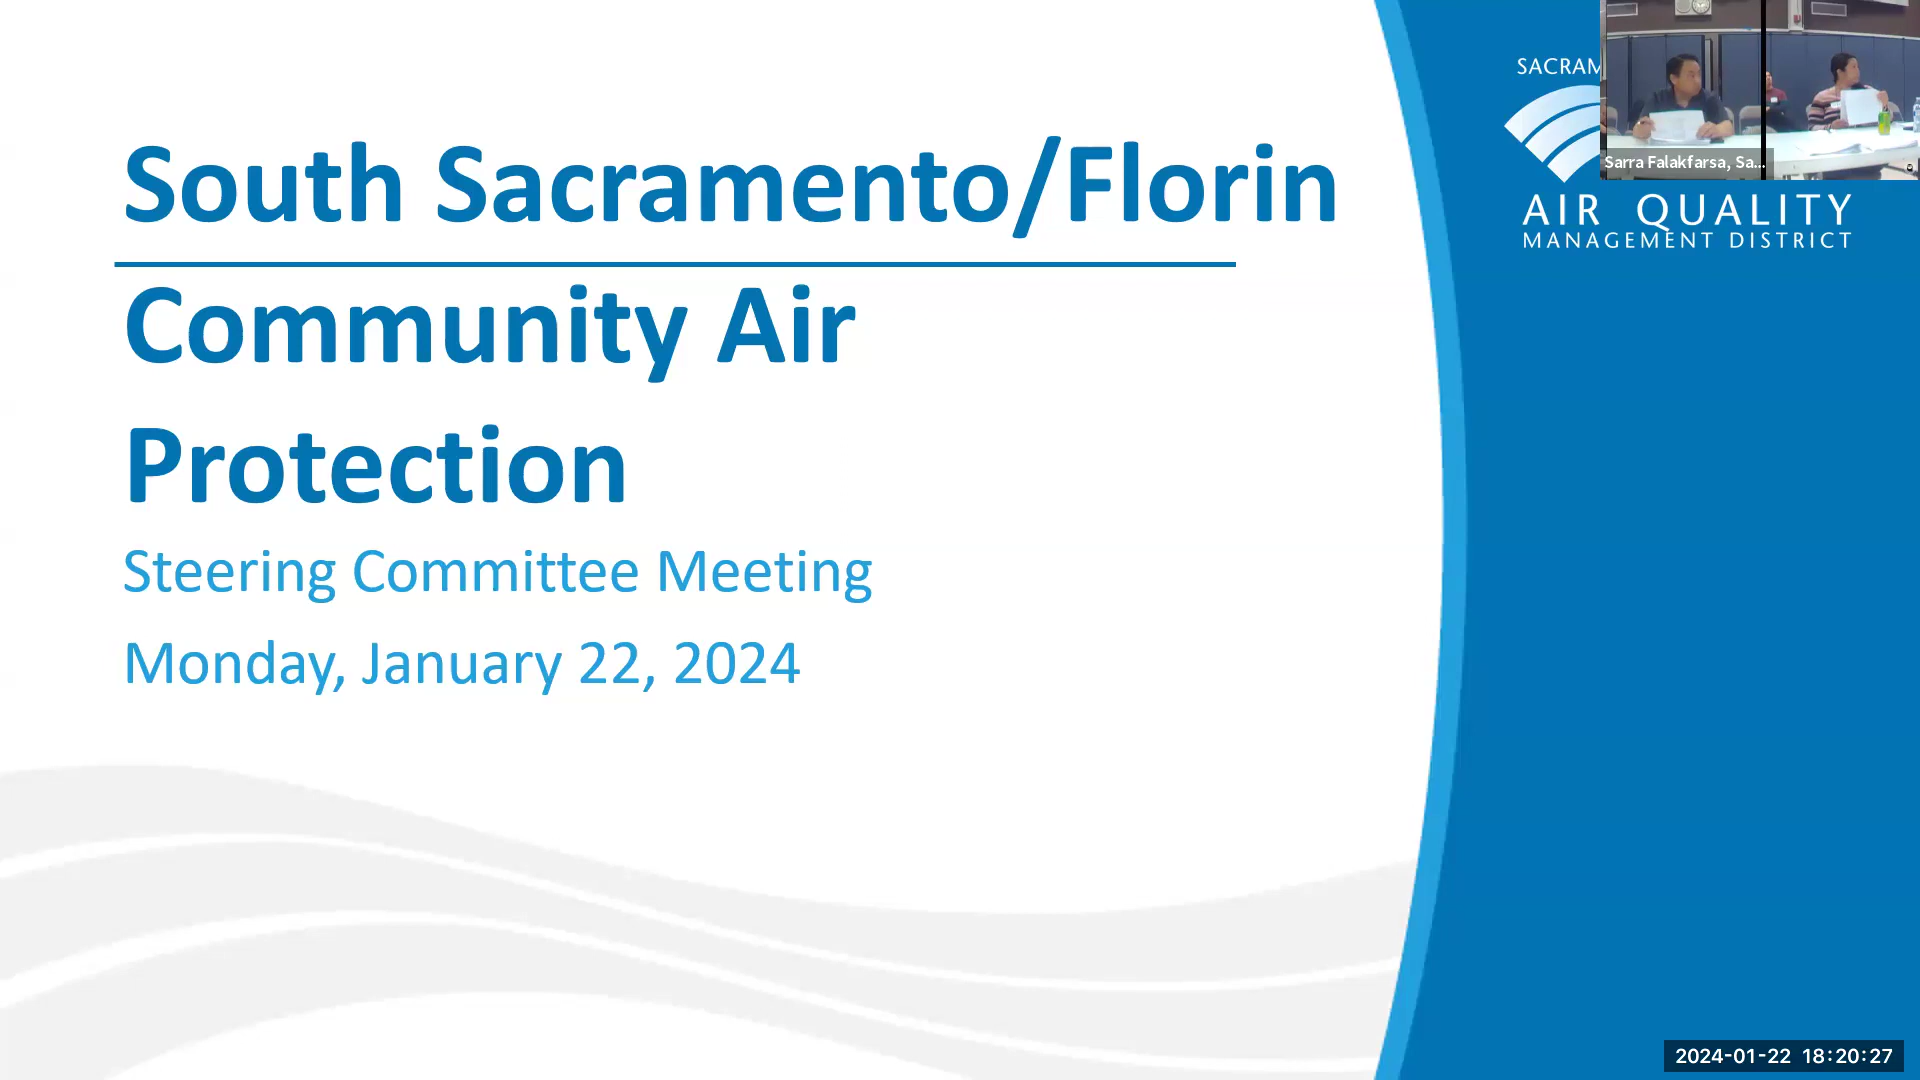 South Sacramento/Florin
Community Air
Protection
Steering Committee Meeting
Monday, January 22, 2024
SACRAM
AIR QUALITY
MANAGEMENT DISTRICT
Sarra Falakfarsa, Sa...
2024-01-22 18:20:27